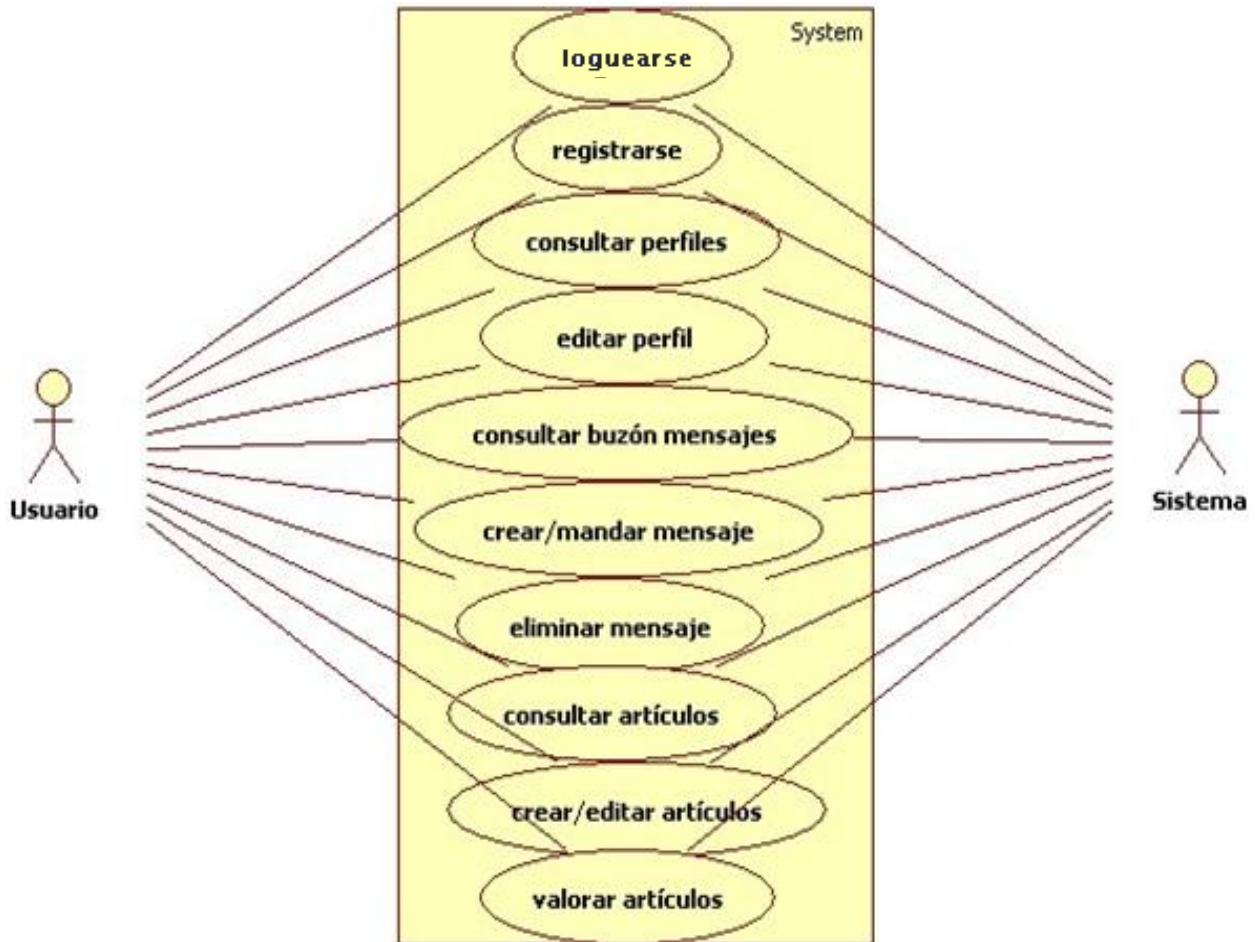 System
loguearse
registrarse
consultar perfiles
editar perfil
consultar buzón mensajes
crear/mandar mensaje
eliminar mensaje
consultar artículos
crear/editar artículos
valorar artículos
Usuario
Sistema